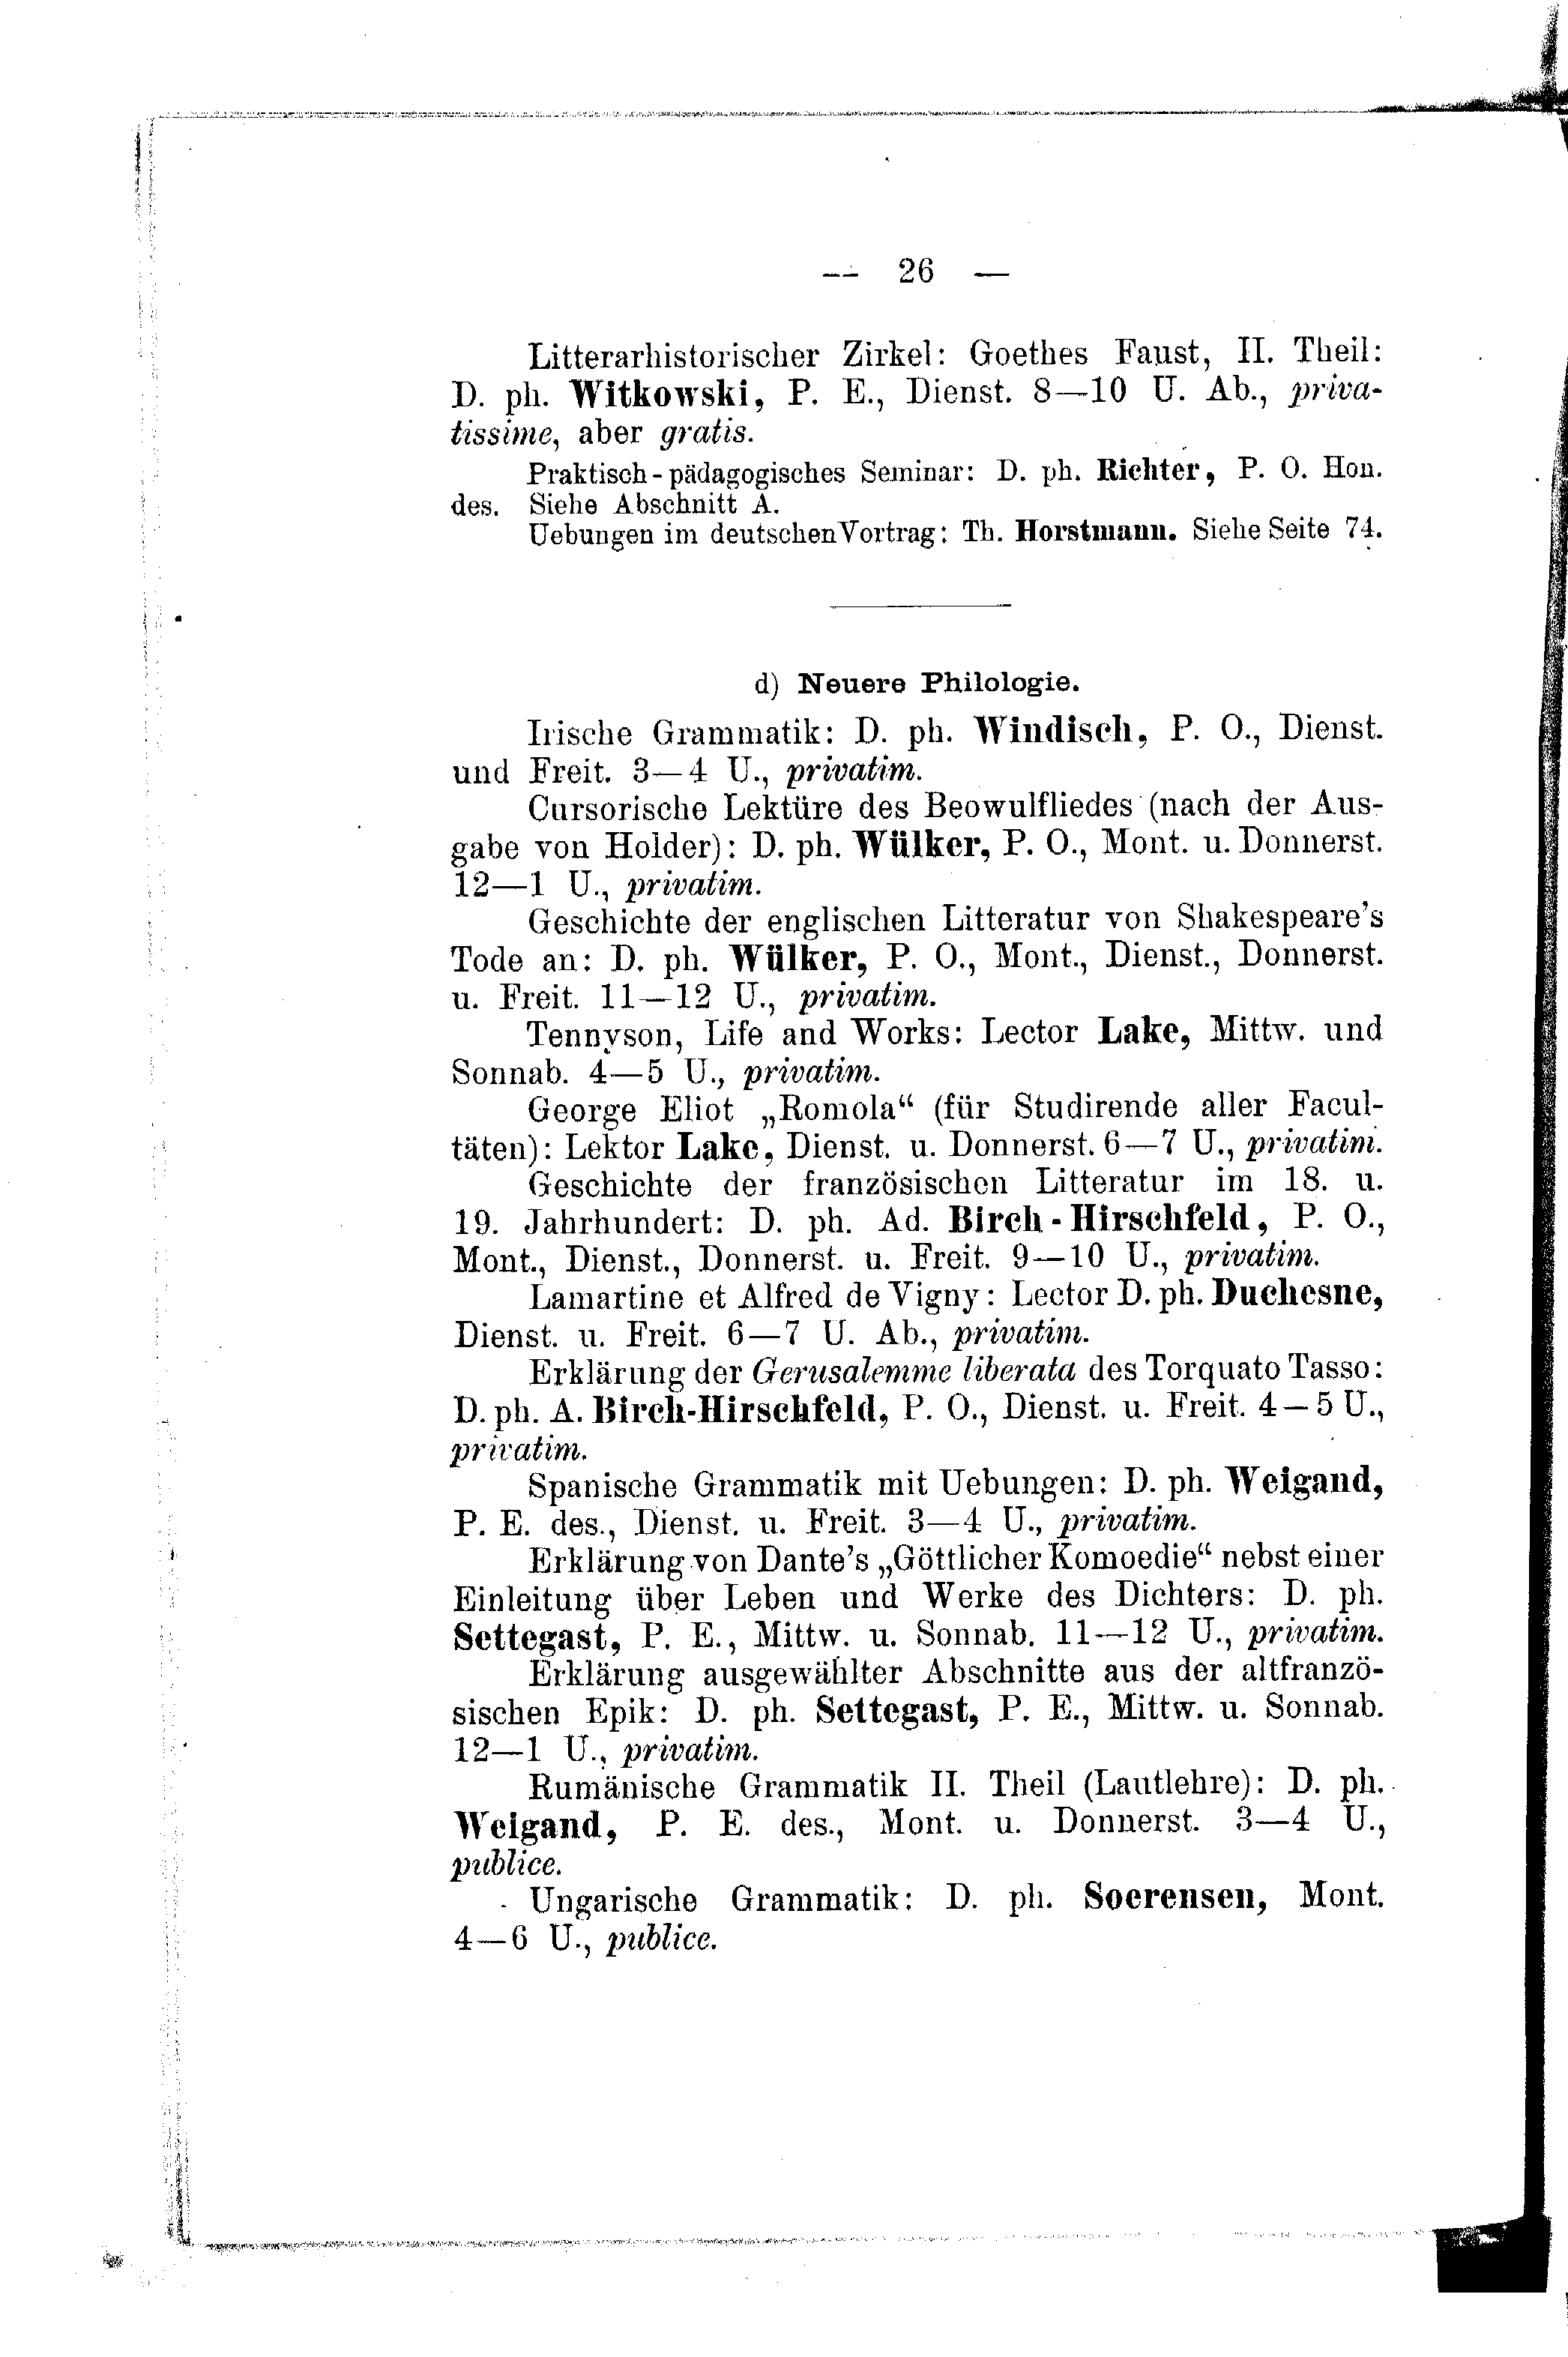 — 26 —
Litterarhistorischer Zirkel: Goethes Faust, II. Theil:
D. ph. Witkowski, P. E., Dienst. 8—10 U. Ab., priva-
tissime, aber gratis.
Praktisch-pädagogisches Seminar: D. ph. Richter, P. O. Hon.
des. Siehe Abschnitt A.
Uebungen im deutschen Vortrag: Th. Horstmann. Siehe Seite 74.
d) Neuere Philologie.
Irische Grammatik: D. ph. Windisch, P. O., Dienst.
und Freit. 3—4 U., privatim.
Cursorische Lektüre des Beowulfliedes (nach der Aus-
gabe von Holder): D. ph. Wülker, P. O., Mont. u. Donnerst.
12—1 U., privatim.
Geschichte der englischen Litteratur von Shakespeare's
Tode an: D. ph. Wülker, P. O., Mont., Dienst., Donnerst.
u. Freit. 11—12 U., privatim.
Tennyson, Life and Works: Lector Lake, Mittw. und
Sonnab. 4—5 U., privatim.
George Eliot „Romola“ (für Studirende aller Facul-
täten): Lektor Lake, Dienst. u. Donnerst. 6—7 U., privatim.
Geschichte der französischen Litteratur im 18. u.
19. Jahrhundert: D. ph. Ad. Birch-Hirschfeld, P. O.,
Mont., Dienst., Donnerst. u. Freit. 9—10 U., privatim.
Lamartine et Alfred de Vigny: Lector D. ph. Duchesne,
Dienst. u. Freit. 6—7 U. Ab., privatim.
Erklärung der Gerusalemme liberata des Torquato Tasso:
D. ph. A. Birch-Hirschfeld, P. O., Dienst. u. Freit. 4—5 U.,
privatim.
Spanische Grammatik mit Uebungen: D. ph. Weigand,
P. E. des., Dienst. u. Freit. 3—4 U., privatim.
Erklärung von Dante's „Göttlicher Komoedie“ nebst einer
Einleitung über Leben und Werke des Dichters: D. ph.
Settegast, P. E., Mittw. u. Sonnab. 11—12 U., privatim.
Erklärung ausgewählter Abschnitte aus der altfranzö-
sischen Epik: D. ph. Settegast, P. E., Mittw. u. Sonnab.
12—1 U., privatim.
Rumänische Grammatik II. Theil (Lautlehre): D. ph.
Weigand, P. E. des., Mont. u. Donnerst. 3—4 U.,
publice.
Ungarische Grammatik: D. ph. Soerensen, Mont.
4—6 U., publice.